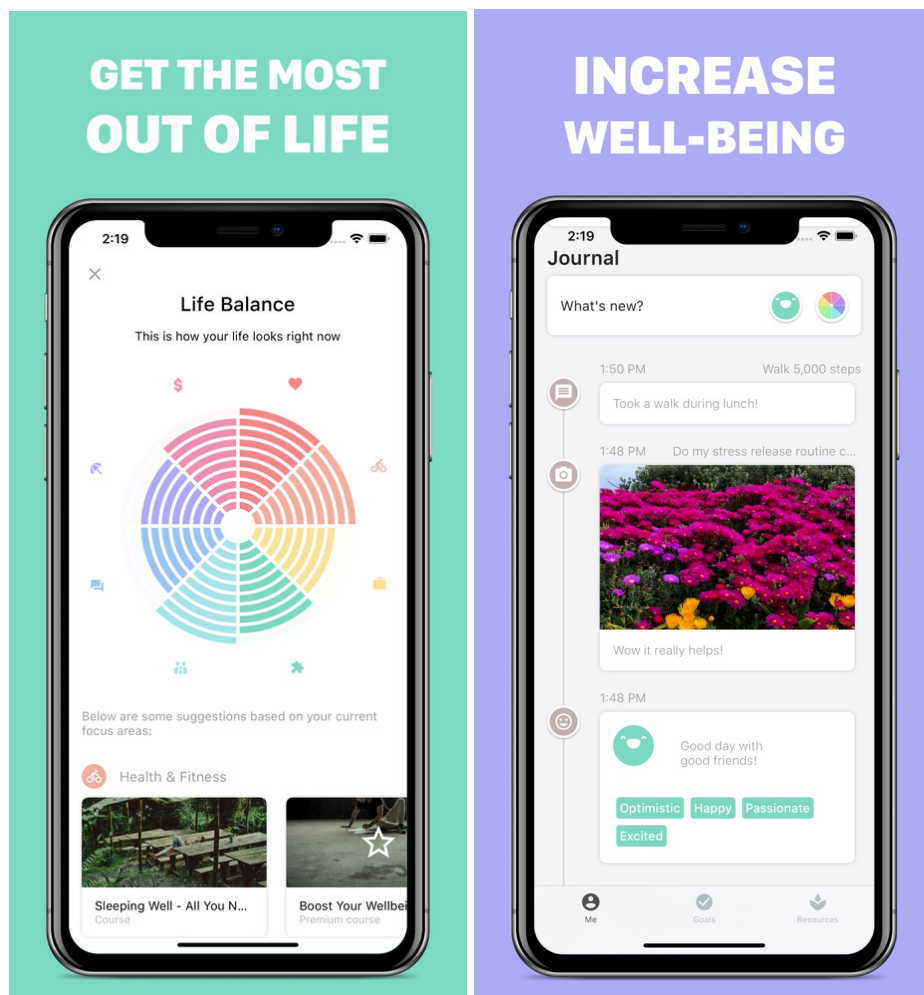 GET THE MOST
OUT OF LIFE
2:19
Life Balance
This is how your life looks right now
$
Below are some suggestions based on your current
focus areas:
Health & Fitness
Sleeping Well - All You N...
Course
Boost Your Wellbei
Premium course
INCREASE
WELL-BEING
2:19
Journal
What's new?
1:50 PM
Walk 5,000 steps
Took a walk during lunch!
1:48 PM
Do my stress release routine c...
Wow it really helps!
1:48 PM
Good day with
good friends!
Optimistic
Happy
Passionate
Excited
Me
Goals
Resources